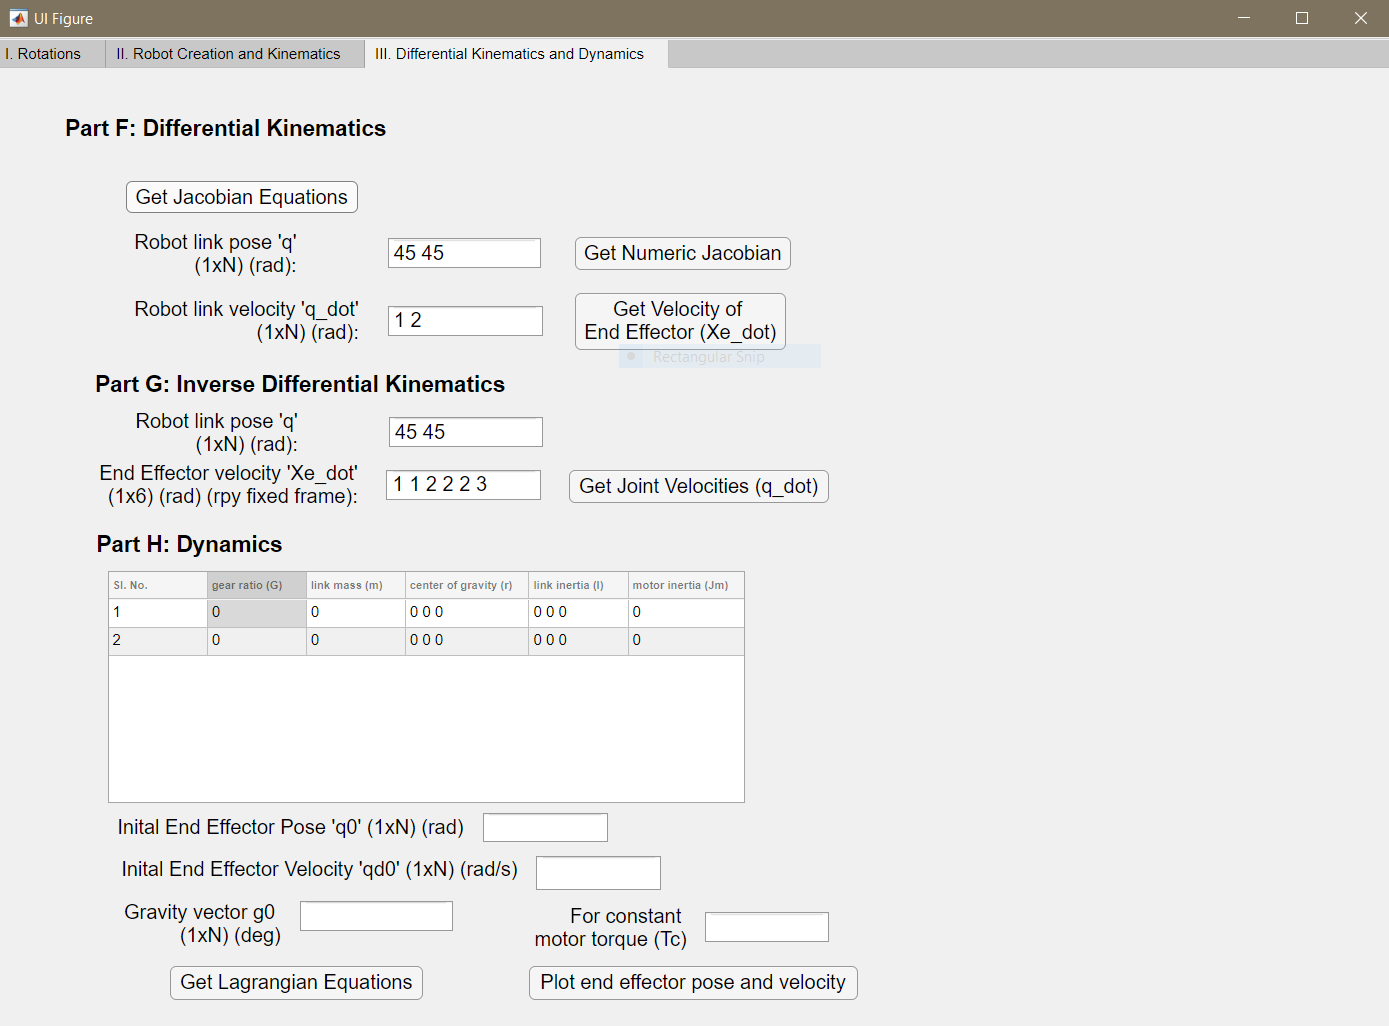 UI Figure
I. Rotations
II. Robot Creation and Kinematics
III. Differential Kinematics and Dynamics
Part F: Differential Kinematics
Get Jacobian Equations
Robot link pose 'q'
(1xN) (rad):
45 45
Get Numeric Jacobian
Robot link velocity 'q_dot'
(1xN) (rad):
1 2
Get Velocity of
End Effector (Xe_dot)
Rectangular Snip
Part G: Inverse Differential Kinematics
Robot link pose 'q'
(1xN) (rad):
45 45
End Effector velocity 'Xe_dot'
(1x6) (rad) (rpy fixed frame):
1 1 2 2 2 3
Get Joint Velocities (q_dot)
Part H: Dynamics
Sl. No. gear ratio (G) link mass (m) center of gravity (r) link inertia (I) motor inertia (Jm)
1 0 0 0 0 0 0 0 0 0
2 0 0 0 0 0 0 0 0 0
Inital End Effector Pose 'q0' (1xN) (rad)
Inital End Effector Velocity 'qd0' (1xN) (rad/s)
Gravity vector g0
(1xN) (deg)
For constant
motor torque (Tc)
Get Lagrangian Equations
Plot end effector pose and velocity